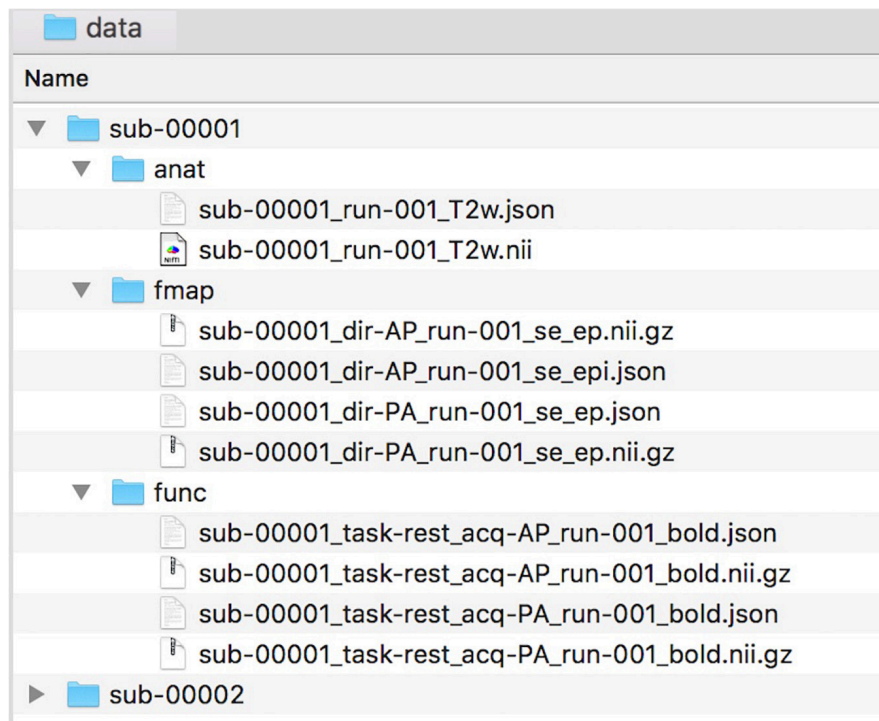 data
Name
sub-00001
anat
sub-00001_run-001_T2w.json
sub-00001_run-001_T2w.nii
fmap
sub-00001_dir-AP_run-001_se_ep.nii.gz
sub-00001_dir-AP_run-001_se_epi.json
sub-00001_dir-PA_run-001_se_ep.json
sub-00001_dir-PA_run-001_se_ep.nii.gz
func
sub-00001_task-rest_acq-AP_run-001_bold.json
sub-00001_task-rest_acq-AP_run-001_bold.nii.gz
sub-00001_task-rest_acq-PA_run-001_bold.json
sub-00001_task-rest_acq-PA_run-001_bold.nii.gz
sub-00002